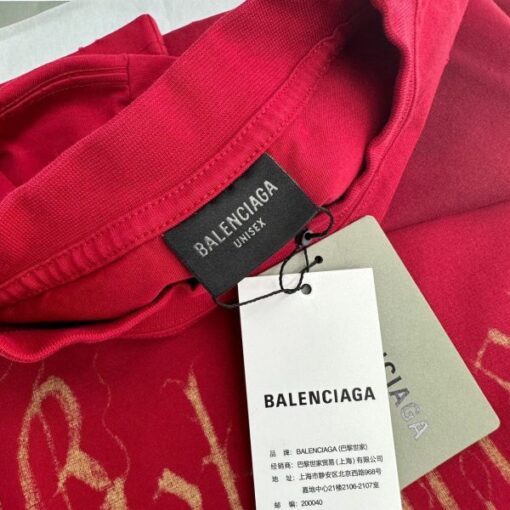 BALENCIAGA
UNISEX
BALENCIAGA
品 牌: BALENCIAGA (巴黎世家)
经销商: 巴黎世家贸易 (上海) 有限公司
地 址: 上海市静安区南京西路968号
嘉地中心21楼2106-2107室
邮 编: 200040
CIAGA